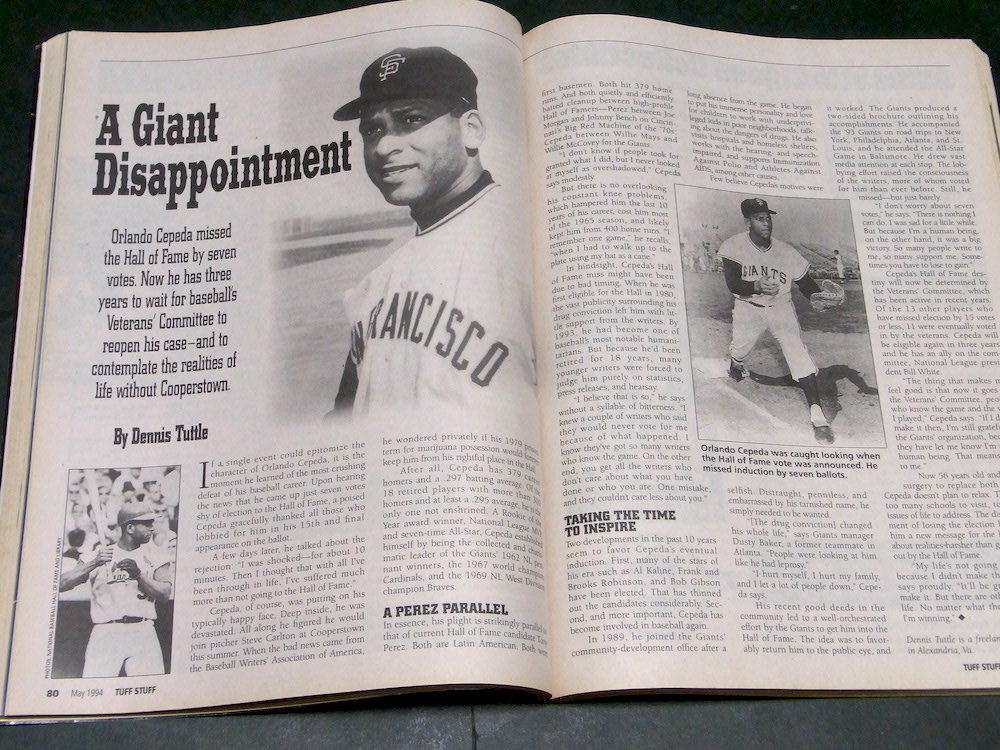 A Giant
Disappointment
Orlando Cepeda missed
the Hall of Fame by seven
votes. Now he has three
years to wait for baseball's
Veterans' Committee to
reopen his case—and to
contemplate the realities of
life without Cooperstown.
By Dennis Tuttle
SF
FRANCISCO
PHOTOS: NATIONAL BASEBALL HALL OF FAME AND LIBRARY
If a single event could epitomize the
character of Orlando Cepeda, it is the
moment he learned of the most crushing
defeat of his baseball career. Upon hearing
the news that he came up just seven votes
shy of election to the Hall of Fame, a poised
Cepeda gracefully thanked all those who
lobbied for him in his 15th and final
appearance on the ballot.
A few days later, he talked about the
rejection. "I was shocked—for about 10
minutes. Then I thought that with all I've
been through in life, I've suffered much
more than not going to the Hall of Fame."
Cepeda, of course, was putting on his
typically happy face. Deep inside, he was
devastated. All along he figured he would
join pitcher Steve Carlton at Cooperstown
this summer. When the bad news came from
the Baseball Writers' Association of America,
he wondered privately if his 1979 prison
term for marijuana possession would forever
keep him from his rightful place in the Hall.
After all, Cepeda has 379 career
homers and a .297 batting average. Of the
18 retired players with more than
homers and at least a .295 average, he is the
only one not enshrined. A Rookie of the
Year award winner, National League MVP
and seven-time All-Star, Cepeda established
himself by being the collected and charis-
matic leader of the Giants' 1962 NL pen-
nant winners, the 1967 world champion
Cardinals, and the 1969 NL West Division
champion Braves.
A PEREZ PARALLEL
In essence, his plight is strikingly parallel to
that of current Hall of Fame candidate Tony
Perez: Both are Latin American. Both were
80 May 1994 TUFF STUFF
first basemen. Both hit 379 home
runs. And both quietly and efficiently
batted cleanup between high-profile
Hall of Famers—Perez between Joe
Morgan and Johnny Bench on Cincin-
nati's Big Red Machine of the '70s;
Cepeda between Willie Mays and
Willie McCovey for the Giants.
"I don't know if people took for
granted what I did, but I never looked
at myself as overshadowed," Cepeda
says modestly.
But there is no overlooking
his constant knee problems,
which hampered him the last 10
years of his career, cost him most
of the 1965 season, and likely
kept him from 400 home runs. "I
remember one game," he recalls,
"when I had to walk up to the
plate using my bat as a cane."
In hindsight, Cepeda's Hall
of Fame miss might have been
due to bad timing. When he was
first eligible for the Hall in 1980,
the vast publicity surrounding his
drug conviction left him with lit-
tle support from the writers. By
1993, he had become one of
baseball's most notable humani-
tarians. But because he'd been
retired for 18 years, many
younger writers were forced to
judge him purely on statistics,
press releases, and hearsay.
"I believe that is so," he says
without a syllable of bitterness. "I
knew a couple of writers who said
they would never vote for me
because of what happened. I
know they've got so many writers
who know the game. On the other
end, you get all the writers who
don't care about what you have
done or who you are. One mistake,
and they couldn't care less about you."
TAKING THE TIME
TO INSPIRE
Two developments in the past 10 years
seem to favor Cepeda's eventual
induction. First, many of the stars of
his era such as Al Kaline, Frank and
Brooks Robinson, and Bob Gibson
have been elected. That has thinned
out the candidates considerably. Sec-
ond, and more important, Cepeda has
become involved in baseball again.
In 1989, he joined the Giants'
community-development office after a
long absence from the game. He began
to put his immense personality and love
for children to work with underprivi-
leged kids in poor neighborhoods, talk-
ing about the dangers of drug. He also
visits hospitals and homeless shelters,
works with the hearing- and speech-
impaired, and supports Immunization
Against Polio and Athletes Against
AIDS, among other causes.
Few believe Cepeda's motives were
GIANTS
Orlando Cepeda was caught looking when
the Hall of Fame vote was announced. He
missed induction by seven ballots.
selfish. Distraught, penniless, and
embarrassed by his tarnished name, he
simply needed to be wanted.
"[The drug conviction] changed
his whole life," says Giants manager
Dusty Baker, a former teammate in
Atlanta. "People were looking at him
like he had leprosy."
"I hurt myself, I hurt my family,
and I let a lot of people down," Cepe-
da says.
His recent good deeds in the
community led to a well-orchestrated
effort by the Giants to get him into the
Hall of Fame. The idea was to favor-
ably return him to the public eye, and
it worked. The Giants produced a
two-sided brochure outlining his
accomplishments. He accompanied
the '93 Giants on road trips to New
York, Philadelphia, Atlanta, and St.
Louis, and he attended the All-Star
Game in Baltimore. He drew vast
media attention at each stop. The lob-
bying effort raised the consciousness
of the writers, more of whom voted
for him than ever before. Still, he
missed—but just barely.
"I don't worry about seven
votes," he says. "There is nothing I
can do. I was sad for a little while.
But because I'm a human being,
on the other hand, it was a big
victory. So many people write to
me, so many support me. Some-
times you have to lose to gain."
Cepeda's Hall of Fame des-
tiny will now be determined by
the Veterans' Committee, which
has been active in recent years.
Of the 13 other players who
have missed election by 15 votes
or less, 11 were eventually voted
in by the veterans. Cepeda will
be eligible again in three years
and he has an ally on the com-
mittee, National League presi-
dent Bill White.
"The thing that makes me
feel good is that now it goes to
the Veterans' Committee, people
who know the game and the way
I played," Cepeda says. "If I don't
make it then, I'm still grateful to
the Giants organization, because
they have let me know I'm a
human being. That means
to me."
Now 56 years old and
surgery to replace both
Cepeda doesn't plan to relax. There
too many schools to visit, too many
issues of life to address. The disappoint-
ment of losing the election
him a new message for the
about realities harsher than
out by the Hall of Fame.
"My life's not going
because I didn't make the
says proudly. "It'll be great if I
make it. But there are other
life. No matter what the
I'm winning." ◆
Dennis Tuttle is a freelance
in Alexandria, Va.
TUFF STUFF